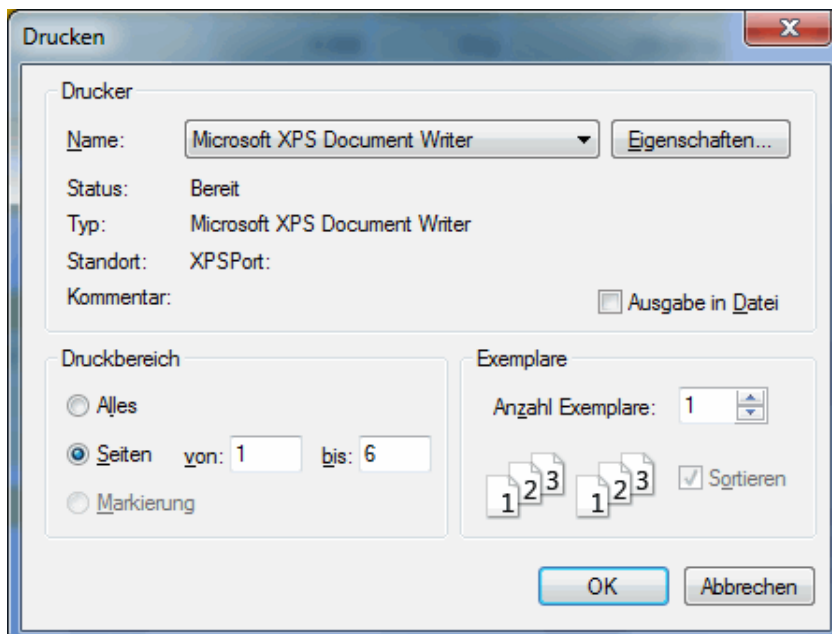 Drucken
X
Drucker
Name: Microsoft XPS Document Writer Eigenschaften...
Status: Bereit
Typ: Microsoft XPS Document Writer
Standort: XPSPort:
Kommentar:
Ausgabe in Datei
Druckbereich
Alles
Seiten von: 1 bis: 6
Markierung
Exemplare
Anzahl Exemplare: 1
1 2 3 1 2 3 Sortieren
OK Abbrechen